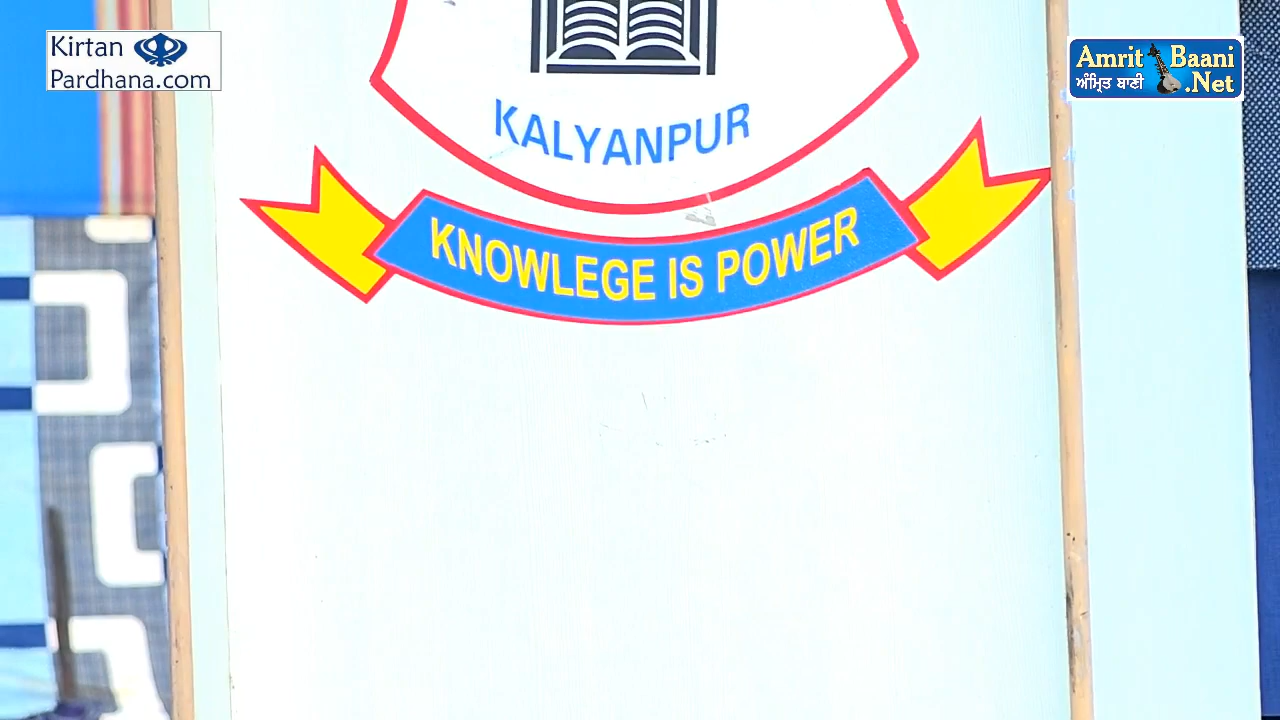 Kirtan
Pardhana.com
Amrit Baani
ਅੰਮ੍ਰਿਤ ਬਾਣੀ .Net
KALYANPUR
KNOWLEGE IS POWER